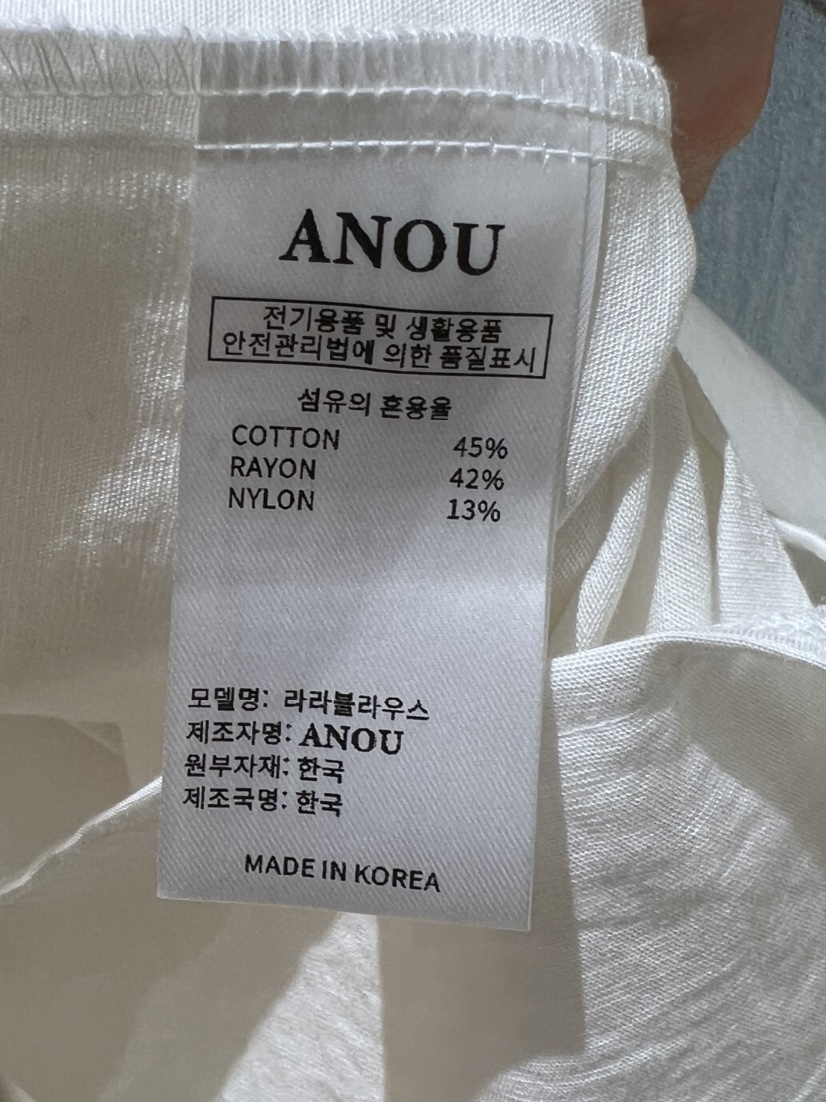 ANOU
전기용품 및 생활용품
안전관리법에 의한 품질표시
섬유의 혼용율
COTTON 45%
RAYON 42%
NYLON 13%
모델명: 라라블라우스
제조자명: ANOU
원부자재: 한국
제조국명: 한국
MADE IN KOREA